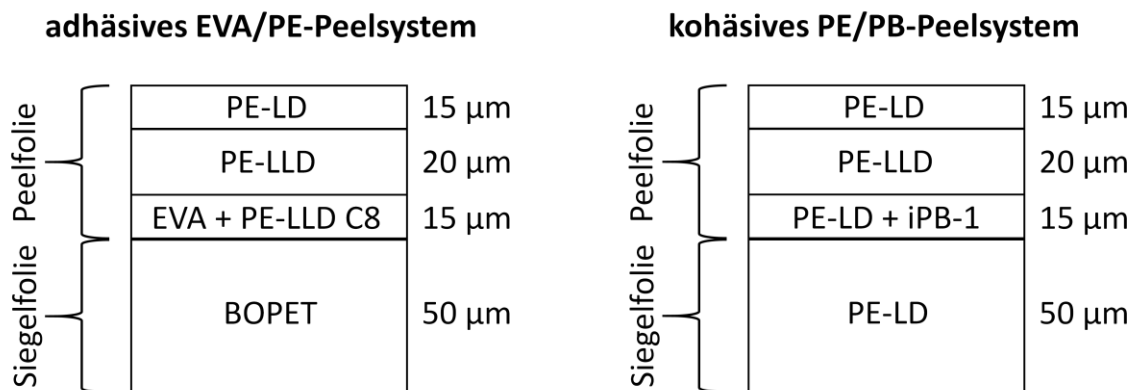 adhäsives EVA/PE-Peelsystem
Peelfolie
PE-LD 15 µm
PE-LLD 20 µm
EVA + PE-LLD C8 15 µm
Siegelfolie
BOPET 50 µm
kohäsives PE/PB-Peelsystem
Peelfolie
PE-LD 15 µm
PE-LLD 20 µm
PE-LD + iPB-1 15 µm
Siegelfolie
PE-LD 50 µm